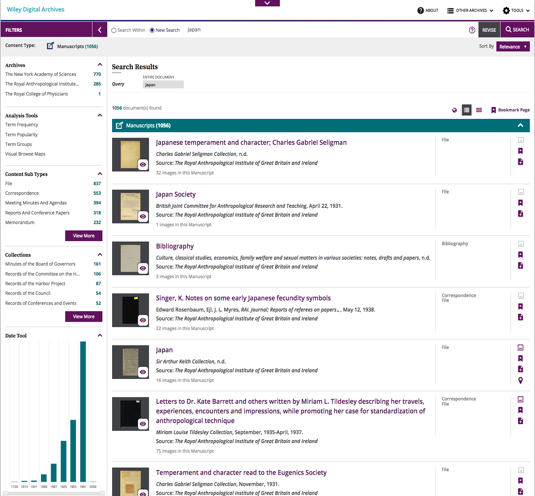 Wiley Digital Archives
ABOUT
OTHER ARCHIVES
TOOLS
FILTERS
Search Within
New Search
Japan
REVISE
SEARCH
Content Type:
Manuscripts (1056)
Sort By
Relevance
Archives
The New York Academy of Sciences 770
The Royal Anthropological Institute... 285
The Royal College of Physicians 1
Analysis Tools
Term Frequency
Term Popularity
Term Groups
Visual Browse Maps
Content Sub Types
File 837
Correspondence 553
Meeting Minutes And Agendas 394
Reports And Conference Papers 318
Memorandum 232
View More
Collections
Minutes of the Board of Governors 161
Records of the Committee on the H... 106
Records of the Harbor Project 87
Records of the Council 54
Records of Conferences and Events 52
View More
Date Tool
Search Results
ENTIRE DOCUMENT
Query
Japan
1056 document(s) found
Bookmark Page
Manuscripts (1056)
Japanese temperament and character; Charles Gabriel Seligman
File
Charles Gabriel Seligman Collection, n.d.
Source: The Royal Anthropological Institute of Great Britain and Ireland
32 images in this Manuscript
Japan Society
File
British Joint Committee for Anthropological Research and Teaching, April 22, 1931.
Source: The Royal Anthropological Institute of Great Britain and Ireland
1 images in this Manuscript
Bibliography
Bibliography
Culture, classical studies, economics, family welfare and sexual matters in various societies: notes, drafts and papers, n.d.
Source: The Royal Anthropological Institute of Great Britain and Ireland
3 images in this Manuscript
Singer, K. Notes on some early Japanese fecundity symbols
Correspondence
File
Edward Rosenbaum, E(l, J. L. Myres, RAI. Journal; Reports of referees on papers.,, May 12, 1938.
Source: The Royal Anthropological Institute of Great Britain and Ireland
22 images in this Manuscript
Japan
File
Sir Arthur Keith Collection, n.d.
Source: The Royal Anthropological Institute of Great Britain and Ireland
16 images in this Manuscript
Letters to Dr. Kate Barrett and others written by Miriam L. Tildesley describing her travels,
experiences, encounters and impressions, while promoting her case for standardization of
anthropological technique
Correspondence
File
Miriam Louise Tildesley Collection, September, 1935-April, 1937.
Source: The Royal Anthropological Institute of Great Britain and Ireland
75 images in this Manuscript
Temperament and character read to the Eugenics Society
File
Charles Gabriel Seligman Collection, November, 1931.
Source: The Royal Anthropological Institute of Great Britain and Ireland